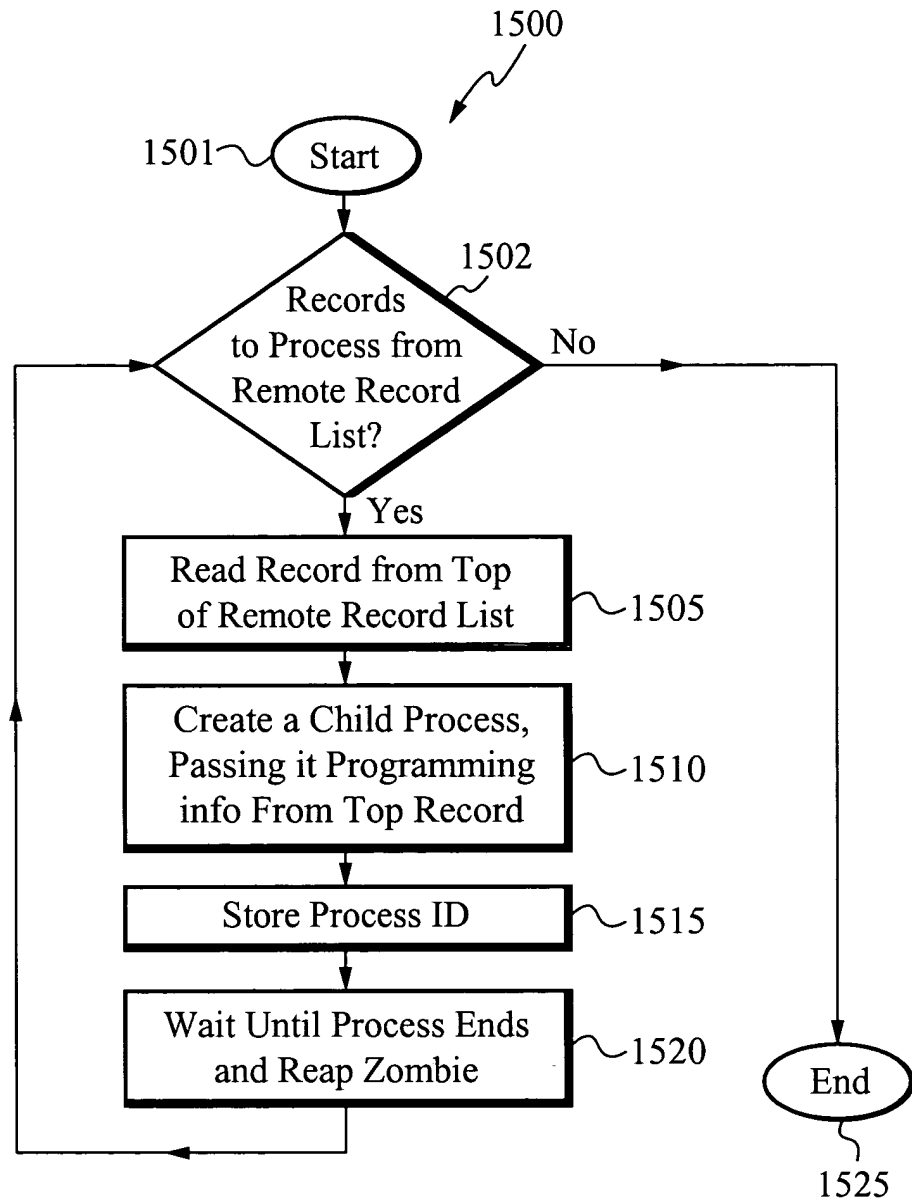 1500
1501
Start
1502
Records
to Process from
Remote Record
List?
No
Yes
Read Record from Top
of Remote Record List
1505
Create a Child Process,
Passing it Programming
info From Top Record
1510
Store Process ID
1515
Wait Until Process Ends
and Reap Zombie
1520
End
1525